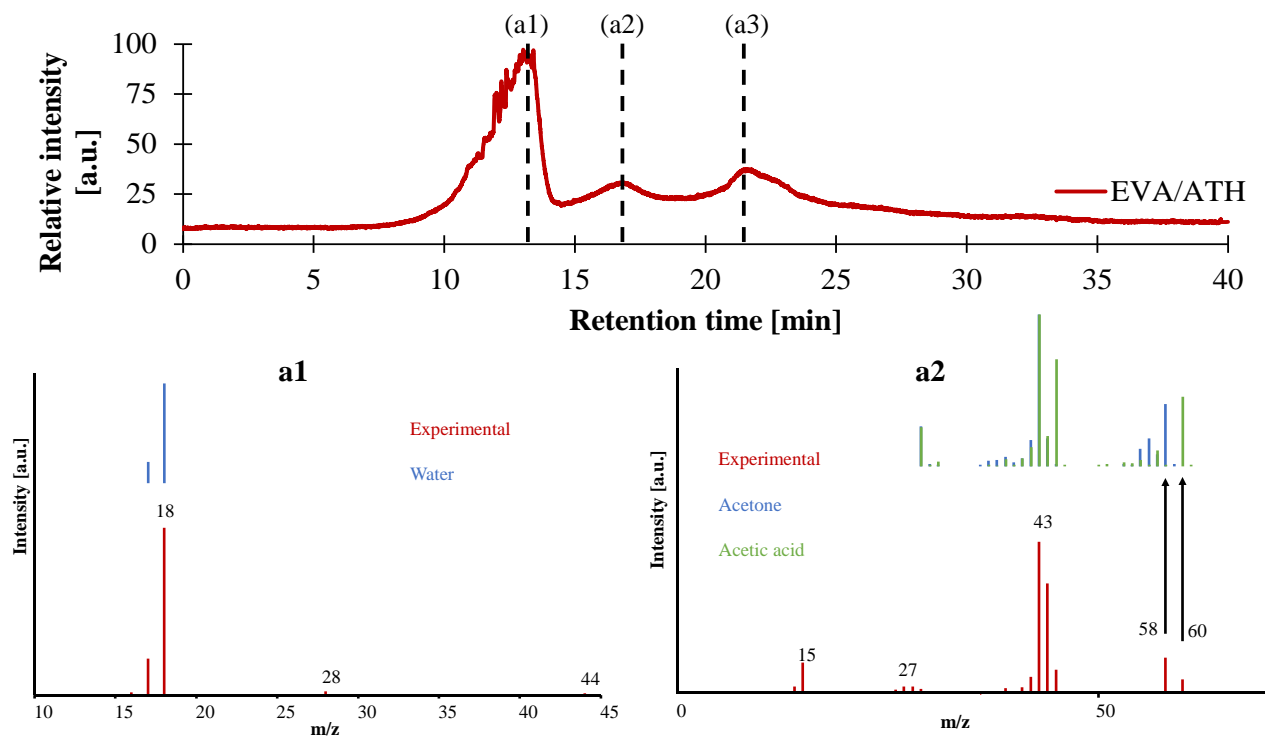 (a1) (a2) (a3)
100
75
50
25
0
Relative intensity
[a.u.]
EVA/ATH
0 5 10 15 20 25 30 35 40
Retention time [min]
a1
Experimental
Water
18
28
44
Intensity [a.u.]
10 15 20 25 30 35 40 45
m/z
a2
Experimental
Acetone
Acetic acid
43
58
60
15
27
Intensity [a.u.]
0 50
m/z